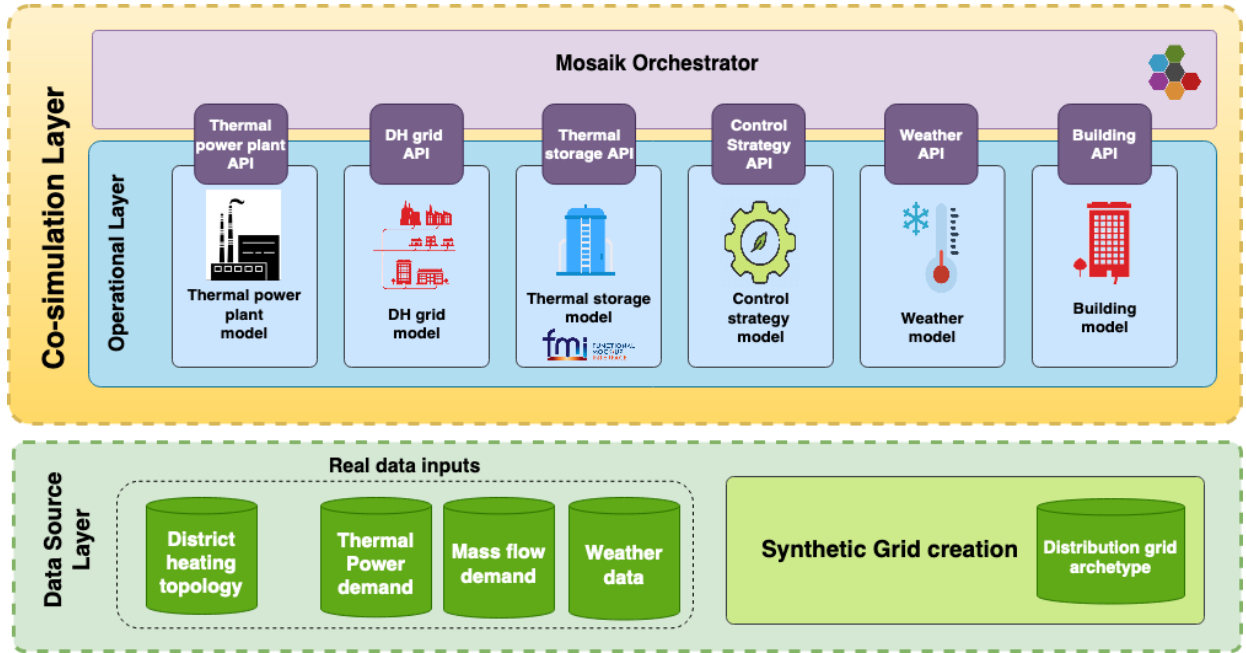 Co-simulation Layer
Mosaik Orchestrator
Operational Layer
Thermal
power plant
API
DH grid
API
Thermal
storage API
Control
Strategy
API
Weather
API
Building
API
Thermal power
plant
model
DH grid
model
Thermal storage
model
fmi
FUNCTIONAL
MOCKUP
INTERFACE
Control
strategy
model
Weather
model
Building
model
Data Source
Layer
Real data inputs
District
heating
topology
Thermal
Power
demand
Mass flow
demand
Weather
data
Synthetic Grid creation
Distribution grid
archetype